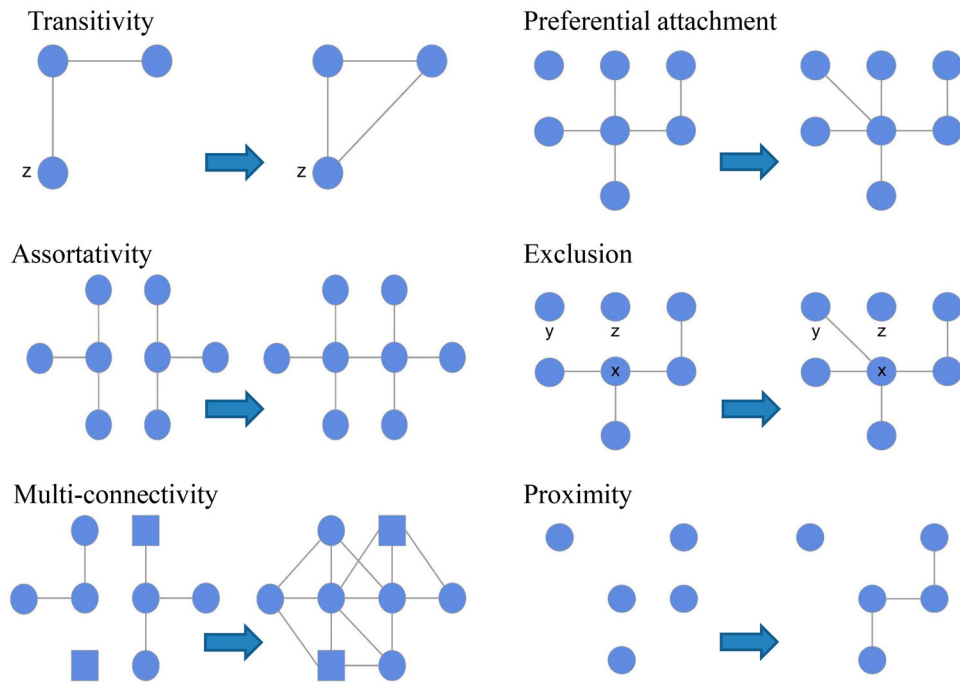 Transitivity
z
z
Preferential attachment
Assortativity
Exclusion
y z
x
y z
x
Multi-connectivity
Proximity